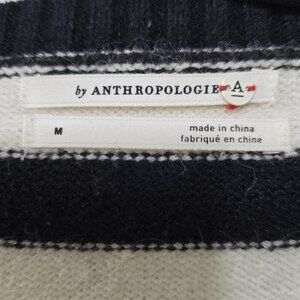 by ANTHROPOLOGIE A
M
made in china
fabriqué en chine